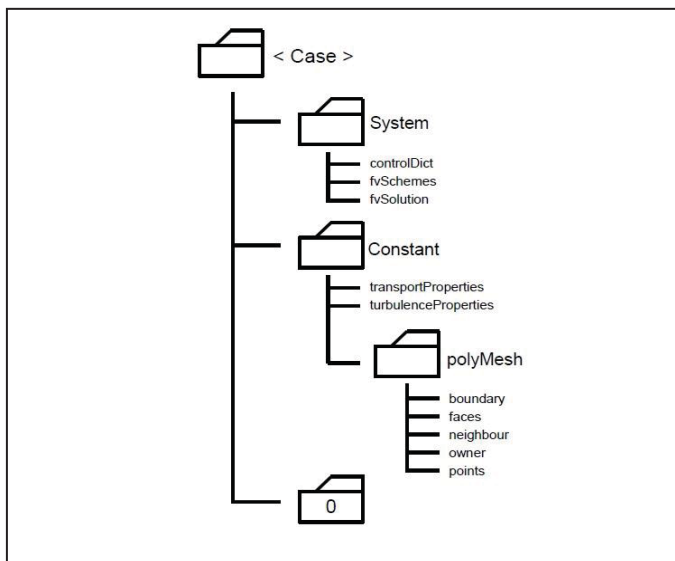 < Case >
System
controlDict
fvSchemes
fvSolution
Constant
transportProperties
turbulenceProperties
polyMesh
boundary
faces
neighbour
owner
points
0